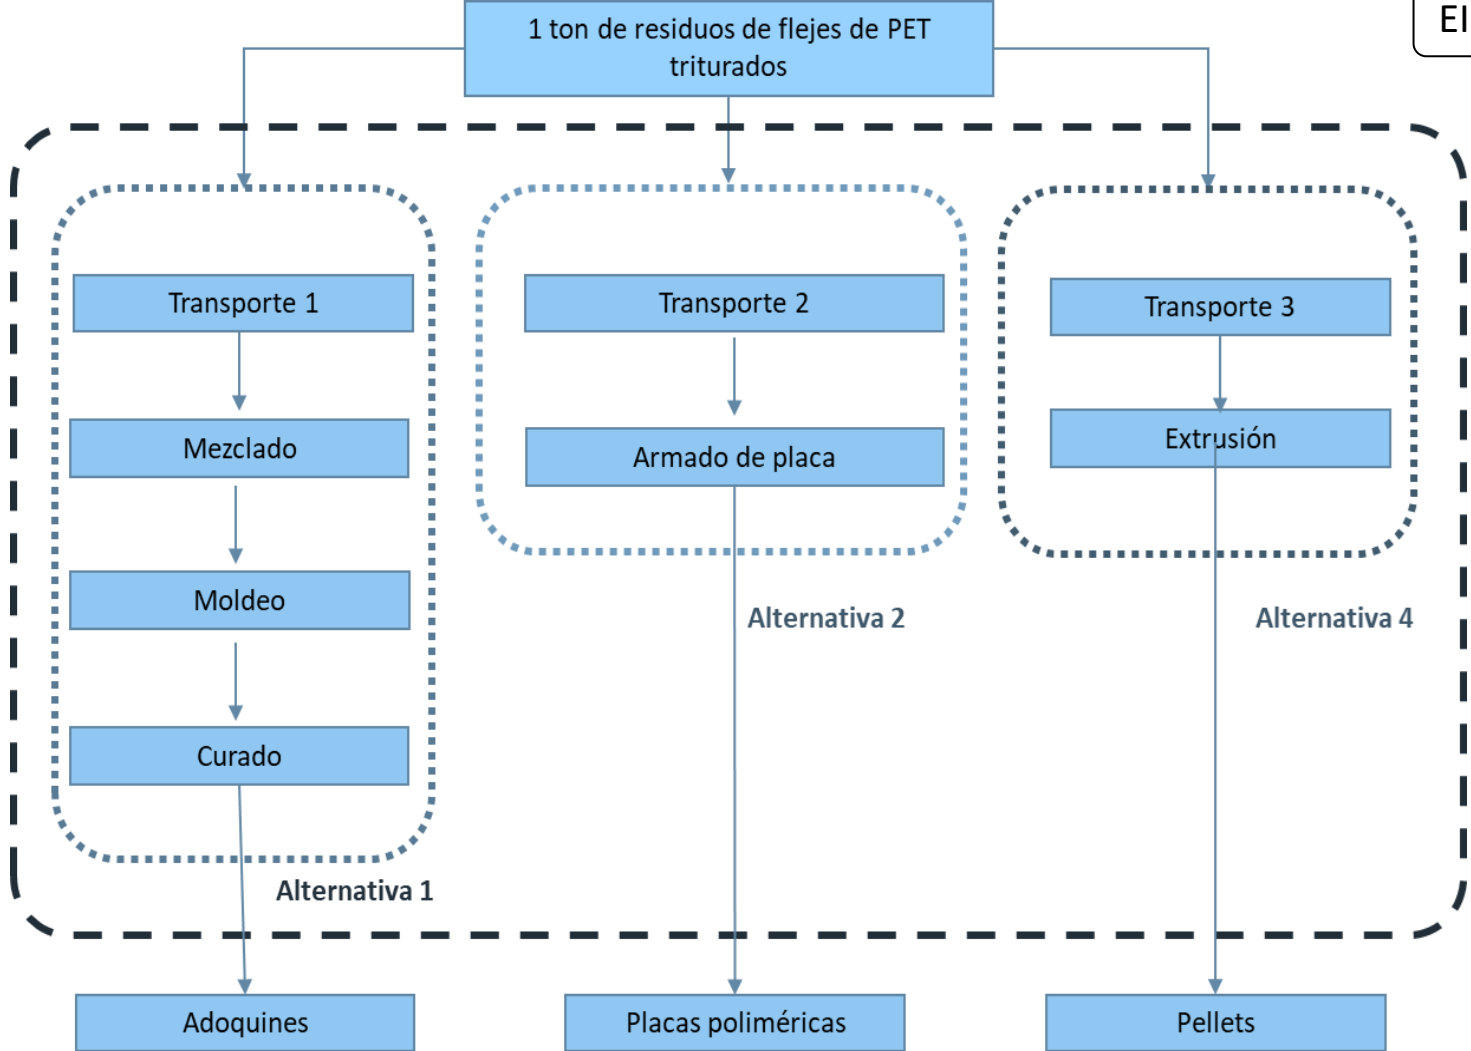 1 ton de residuos de flejes de PET
triturados
El
Transporte 1
Transporte 2
Transporte 3
Mezclado
Armado de placa
Extrusión
Moldeo
Alternativa 2
Alternativa 4
Curado
Alternativa 1
Adoquines
Placas poliméricas
Pellets